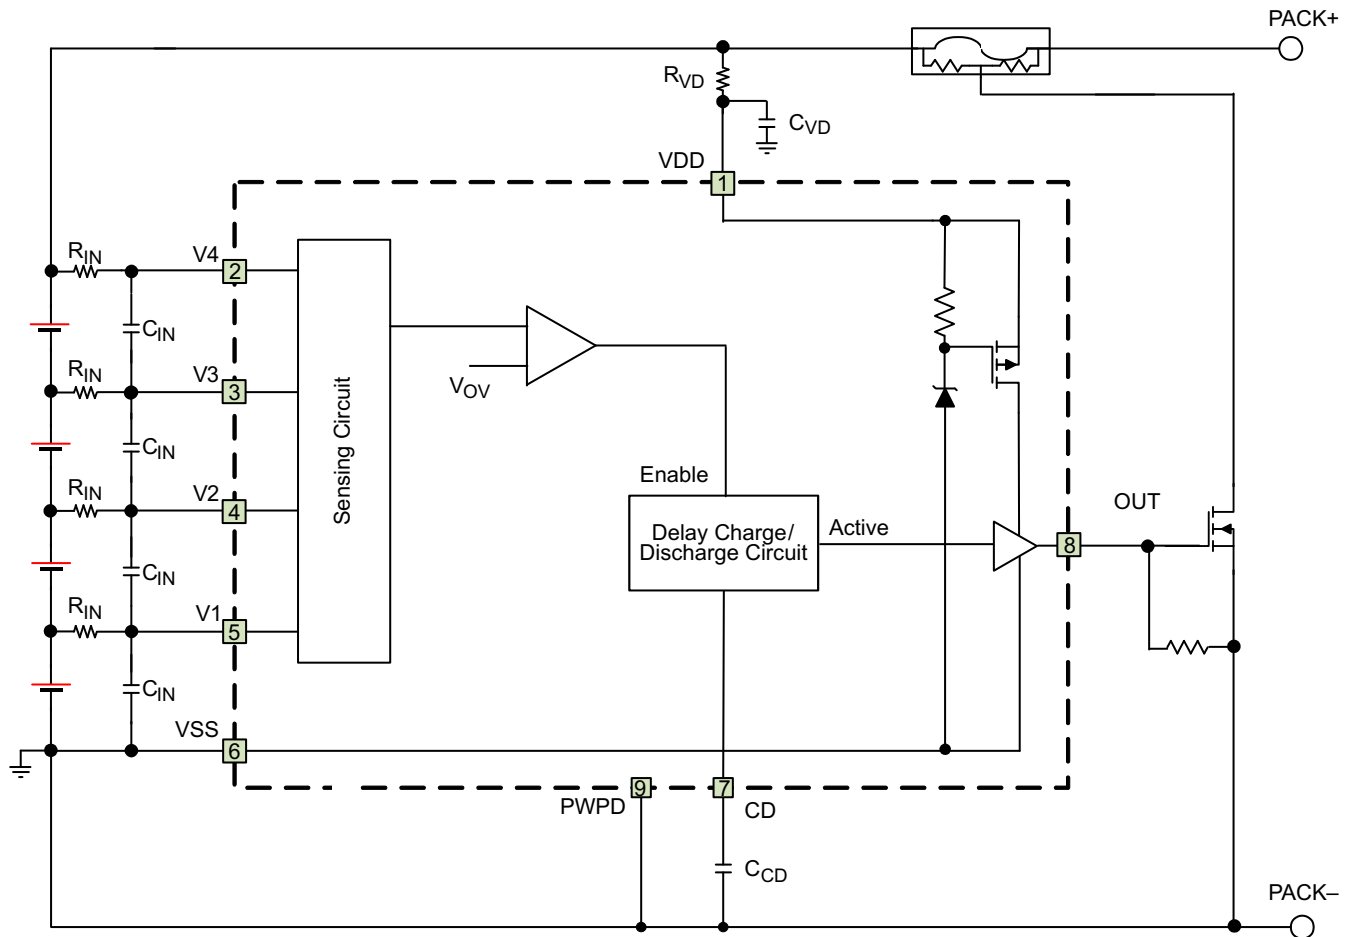 PACK+
RVD
CVD
VDD
1
RIN
V4
2
CIN
RIN
V3
3
VOV
CIN
Sensing Circuit
RIN
V2
4
Enable
OUT
Delay Charge/
Discharge Circuit
Active
8
CIN
RIN
V1
5
CIN
VSS
6
PWPD
9
7
CD
CCD
PACK–